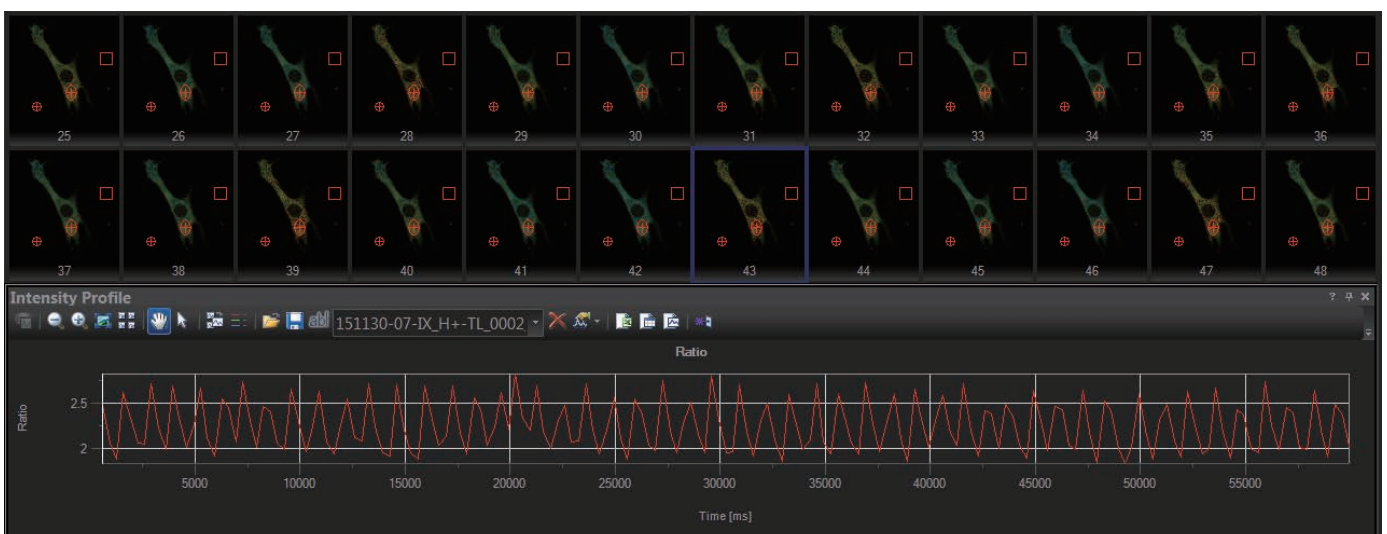 25 26 27 28 29 30 31 32 33 34 35 36
37 38 39 40 41 42 43 44 45 46 47 48
Intensity Profile
151130-07-IX_H+-TL_0002
Ratio
Ratio
2.5
2
5000 10000 15000 20000 25000 30000 35000 40000 45000 50000 55000
Time [ms]